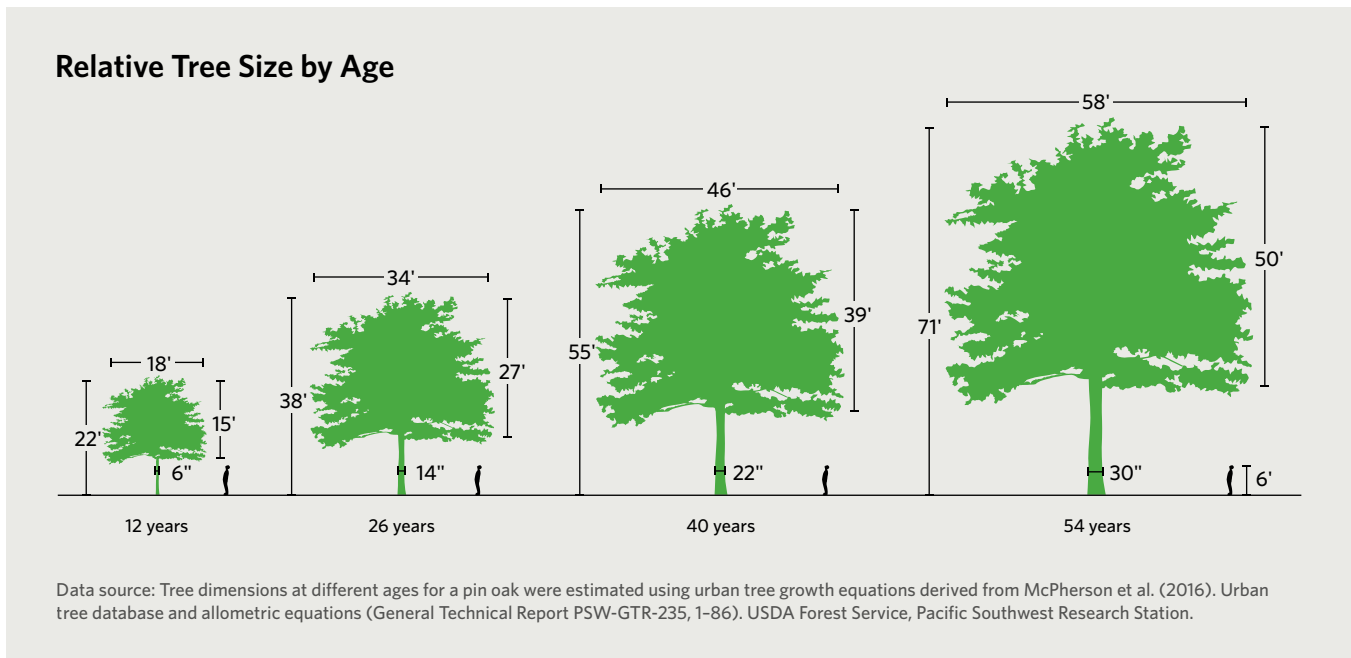 Relative Tree Size by Age
18'
22'
15'
6"
12 years
34'
38'
27'
14"
26 years
46'
55'
39'
22"
40 years
58'
71'
50'
30"
6'
54 years
Data source: Tree dimensions at different ages for a pin oak were estimated using urban tree growth equations derived from McPherson et al. (2016). Urban
tree database and allometric equations (General Technical Report PSW-GTR-235, 1–86). USDA Forest Service, Pacific Southwest Research Station.